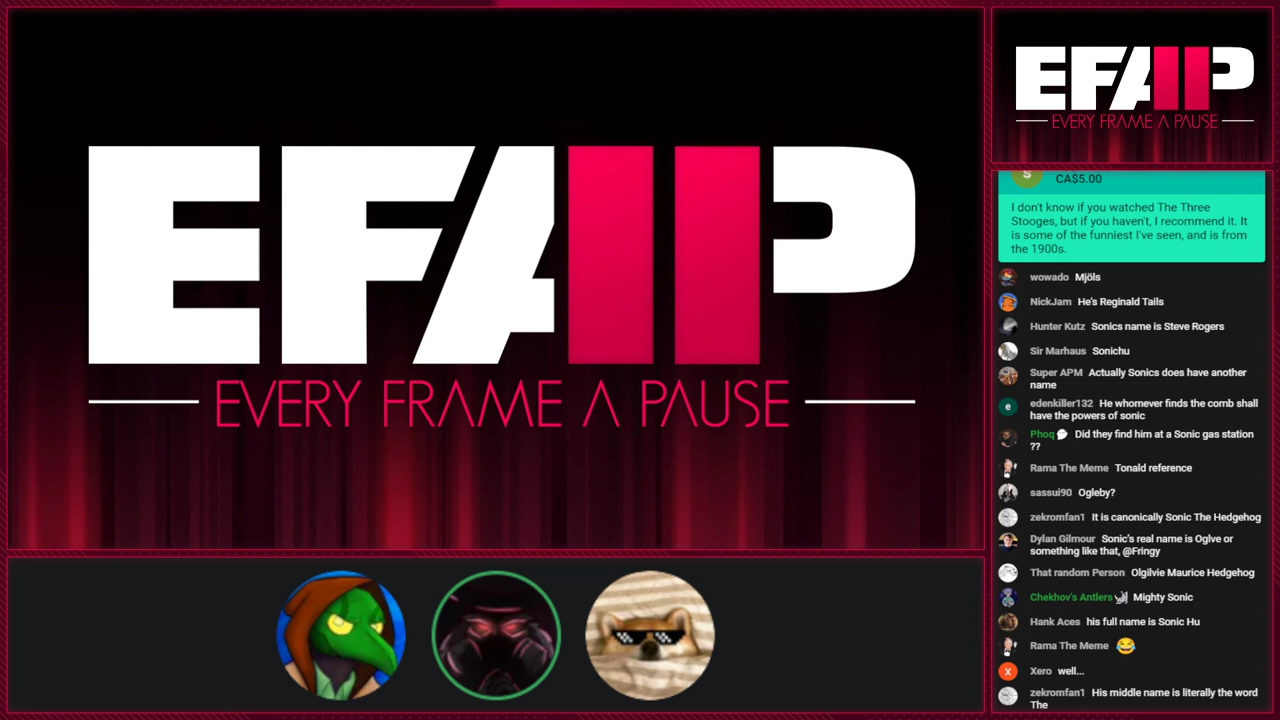 EFAP
EVERY FRAME A PAUSE
EFAP
EVERY FRAME A PAUSE
S
CA$5.00
I don't know if you watched The Three
Stooges, but if you haven't, I recommend it. It
is some of the funniest I've seen, and is from
the 1900s.
wowado Mjöls
NickJam He's Reginald Tails
Hunter Kutz Sonics name is Steve Rogers
Sir Marhaus Sonichu
Super APM Actually Sonics does have another
name
e
edenkiller132 He whomever finds the comb shall
have the powers of sonic
Phoq Did they find him at a Sonic gas station
??
Rama The Meme Tonald reference
sassui90 Ogleby?
zekromfan1 It is canonically Sonic The Hedgehog
Dylan Gilmour Sonic's real name is Oglve or
something like that, @Fringy
That random Person Olgilvie Maurice Hedgehog
Chekhov's Antlers Mighty Sonic
Hank Aces his full name is Sonic Hu
Rama The Meme 😂
X
Xero well...
zekromfan1 His middle name is literally the word
The